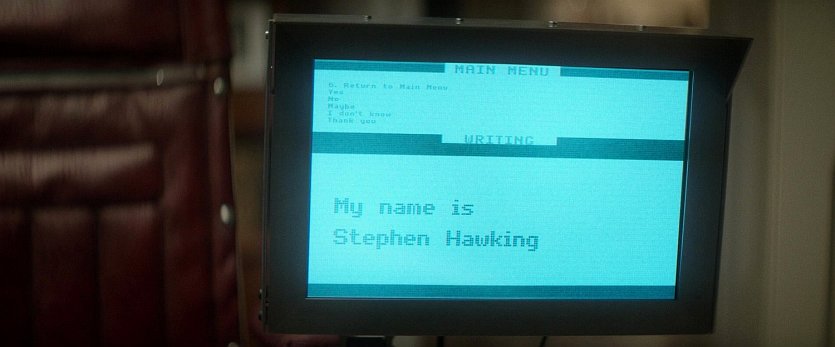 MAIN MENU
6. Return to Main Menu
Yes
No
Maybe
I don't know
Thank you
WRITING
My name is
Stephen Hawking